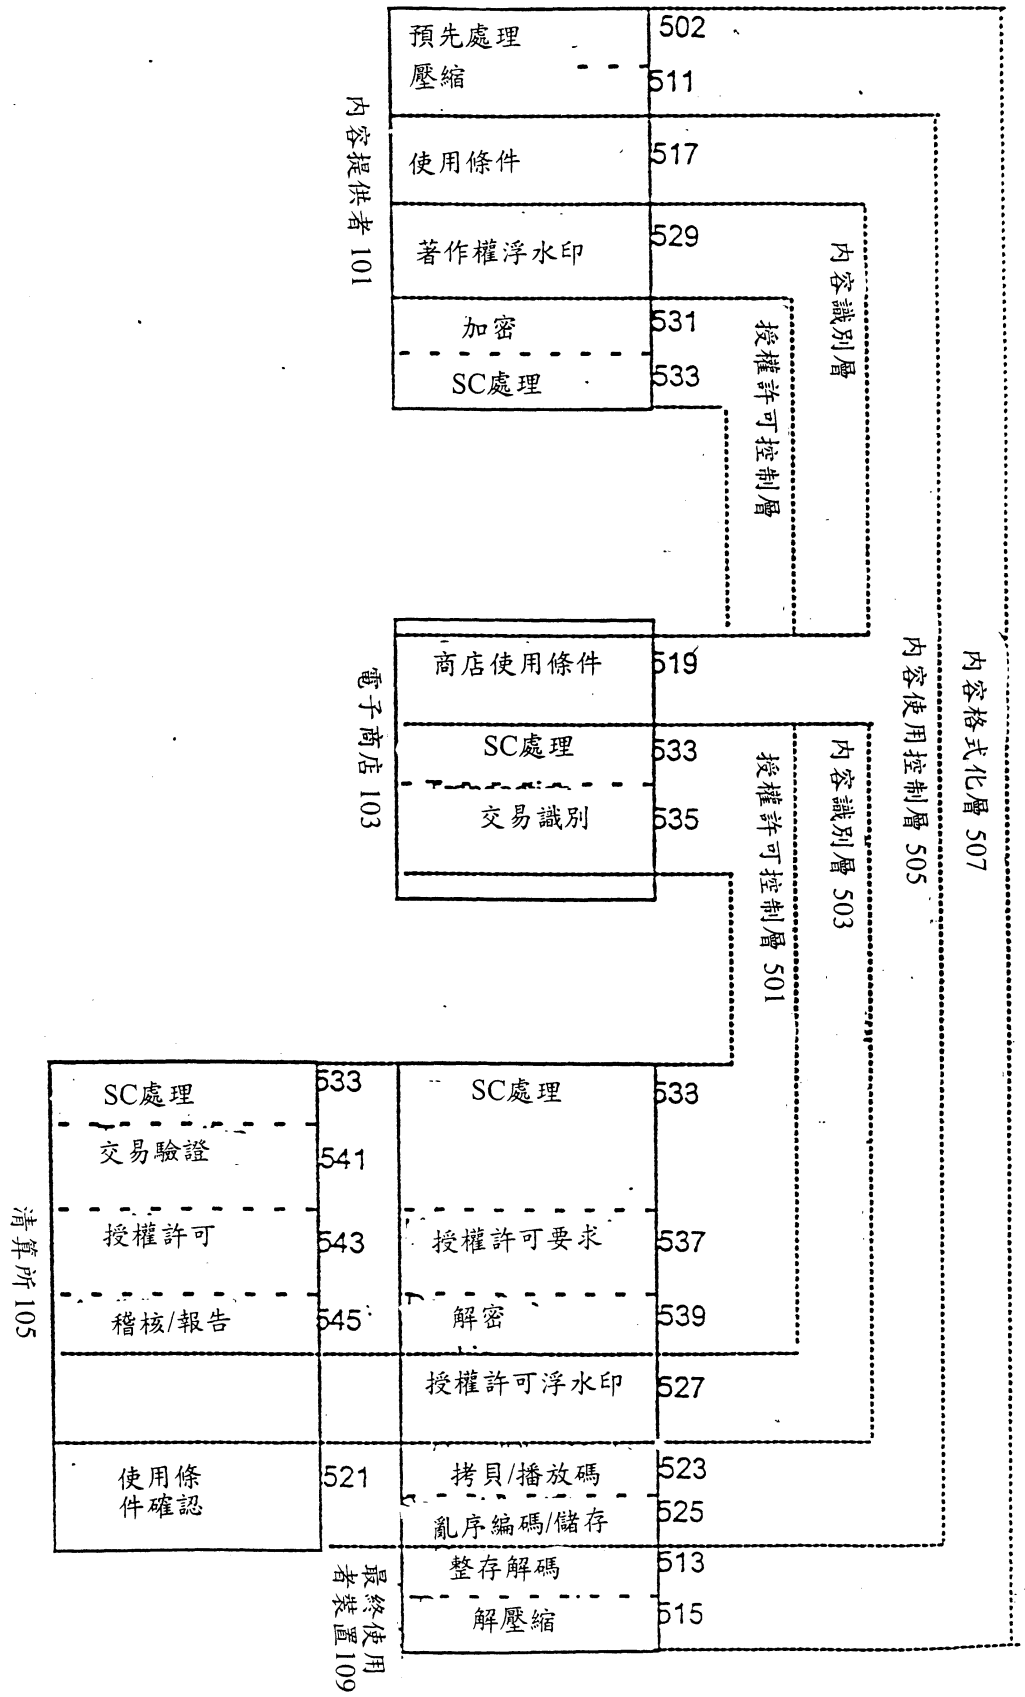 預先處理 502
壓縮 511
使用條件 517
著作權浮水印 529
加密 531
SC處理 533
內容提供者 101
內容識別層
授權許可控制層
商店使用條件 519
SC處理 533
交易識別 535
電子商店 103
授權許可控制層 501
內容識別層 503
內容使用控制層 505
內容格式化層 507
SC處理 533
交易驗證 541
授權許可 543
稽核/報告 545
使用條
件確認 521
清算所 105
SC處理 533
授權許可要求 537
解密 539
授權許可浮水印 527
拷貝/播放碼 523
亂序編碼/儲存 525
整存解碼 513
解壓縮 515
最終使用
者裝置109